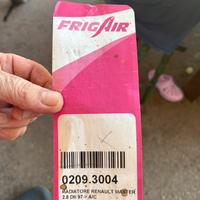 FRIGAIR
0209.3004
RADIATORE RENAULT MASTER
2.8 Dti 97-> A/C